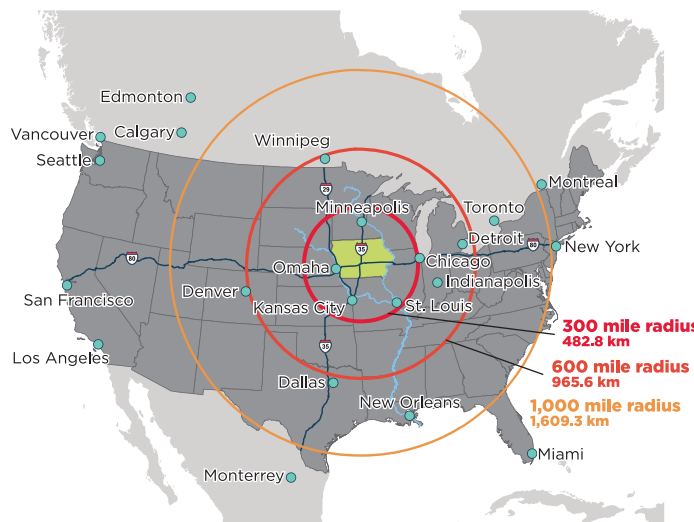 Edmonton
Vancouver
Calgary
Seattle
Winnipeg
Montreal
29
Minneapolis
Toronto
Detroit
80
New York
35
80
Omaha
Chicago
Indianapolis
Denver
San Francisco
Kansas City
St. Louis
300 mile radius
482.8 km
35
Los Angeles
600 mile radius
965.6 km
Dallas
New Orleans
1,000 mile radius
1,609.3 km
Miami
Monterrey